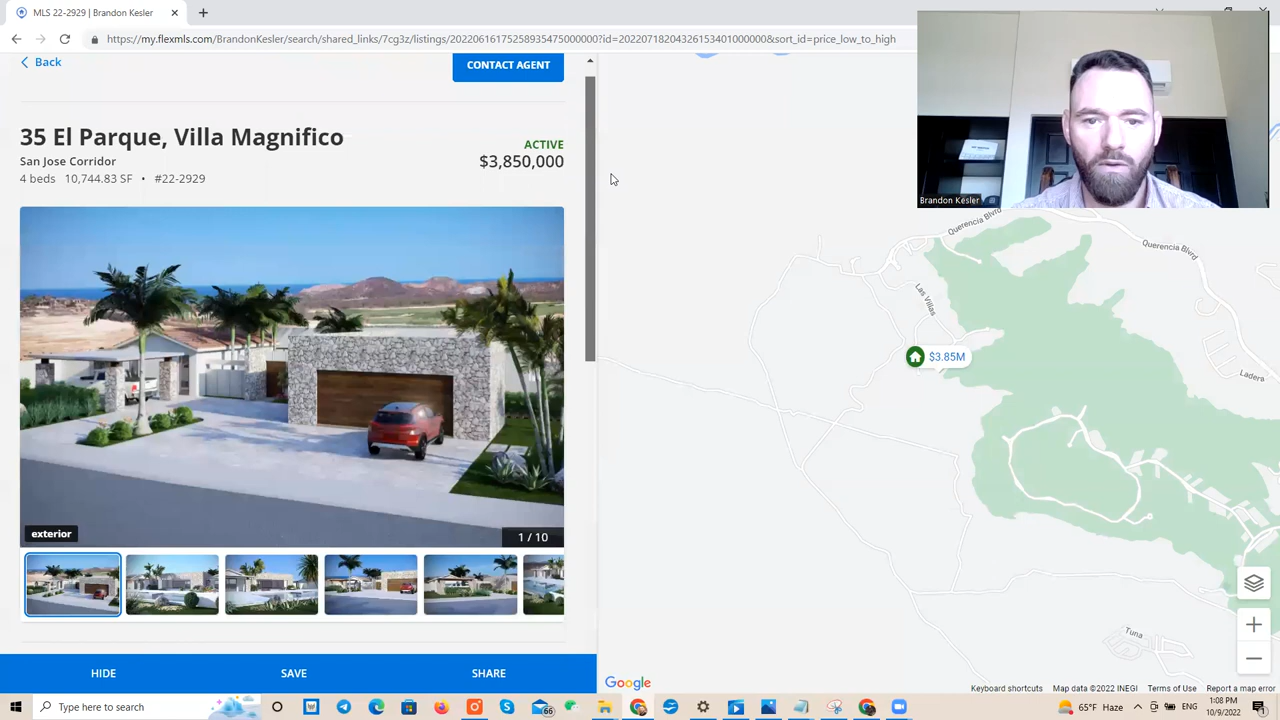 MLS 22-2929 | Brandon Kesler
https://my.flexmls.com/BrandonKesler/search/shared_links/7cg3z/listings/20220616175258935475000000?id=20220718204326153401000000&sort_id=price_low_to_high
Back
CONTACT AGENT
35 El Parque, Villa Magnifico
ACTIVE
San Jose Corridor
$3,850,000
4 beds 10,744.83 SF • #22-2929
exterior
1 / 10
HIDE
SAVE
SHARE
Brandon Kesler
Querencia Blvrd
Querencia Blvrd
Las Villas
$3.85M
Ladera
Tuna
Google
Keyboard shortcuts
Map data ©2022 INEGI
Terms of Use
Report a map error
Type here to search
66
65°F Haze
1:08 PM
10/9/2022
1